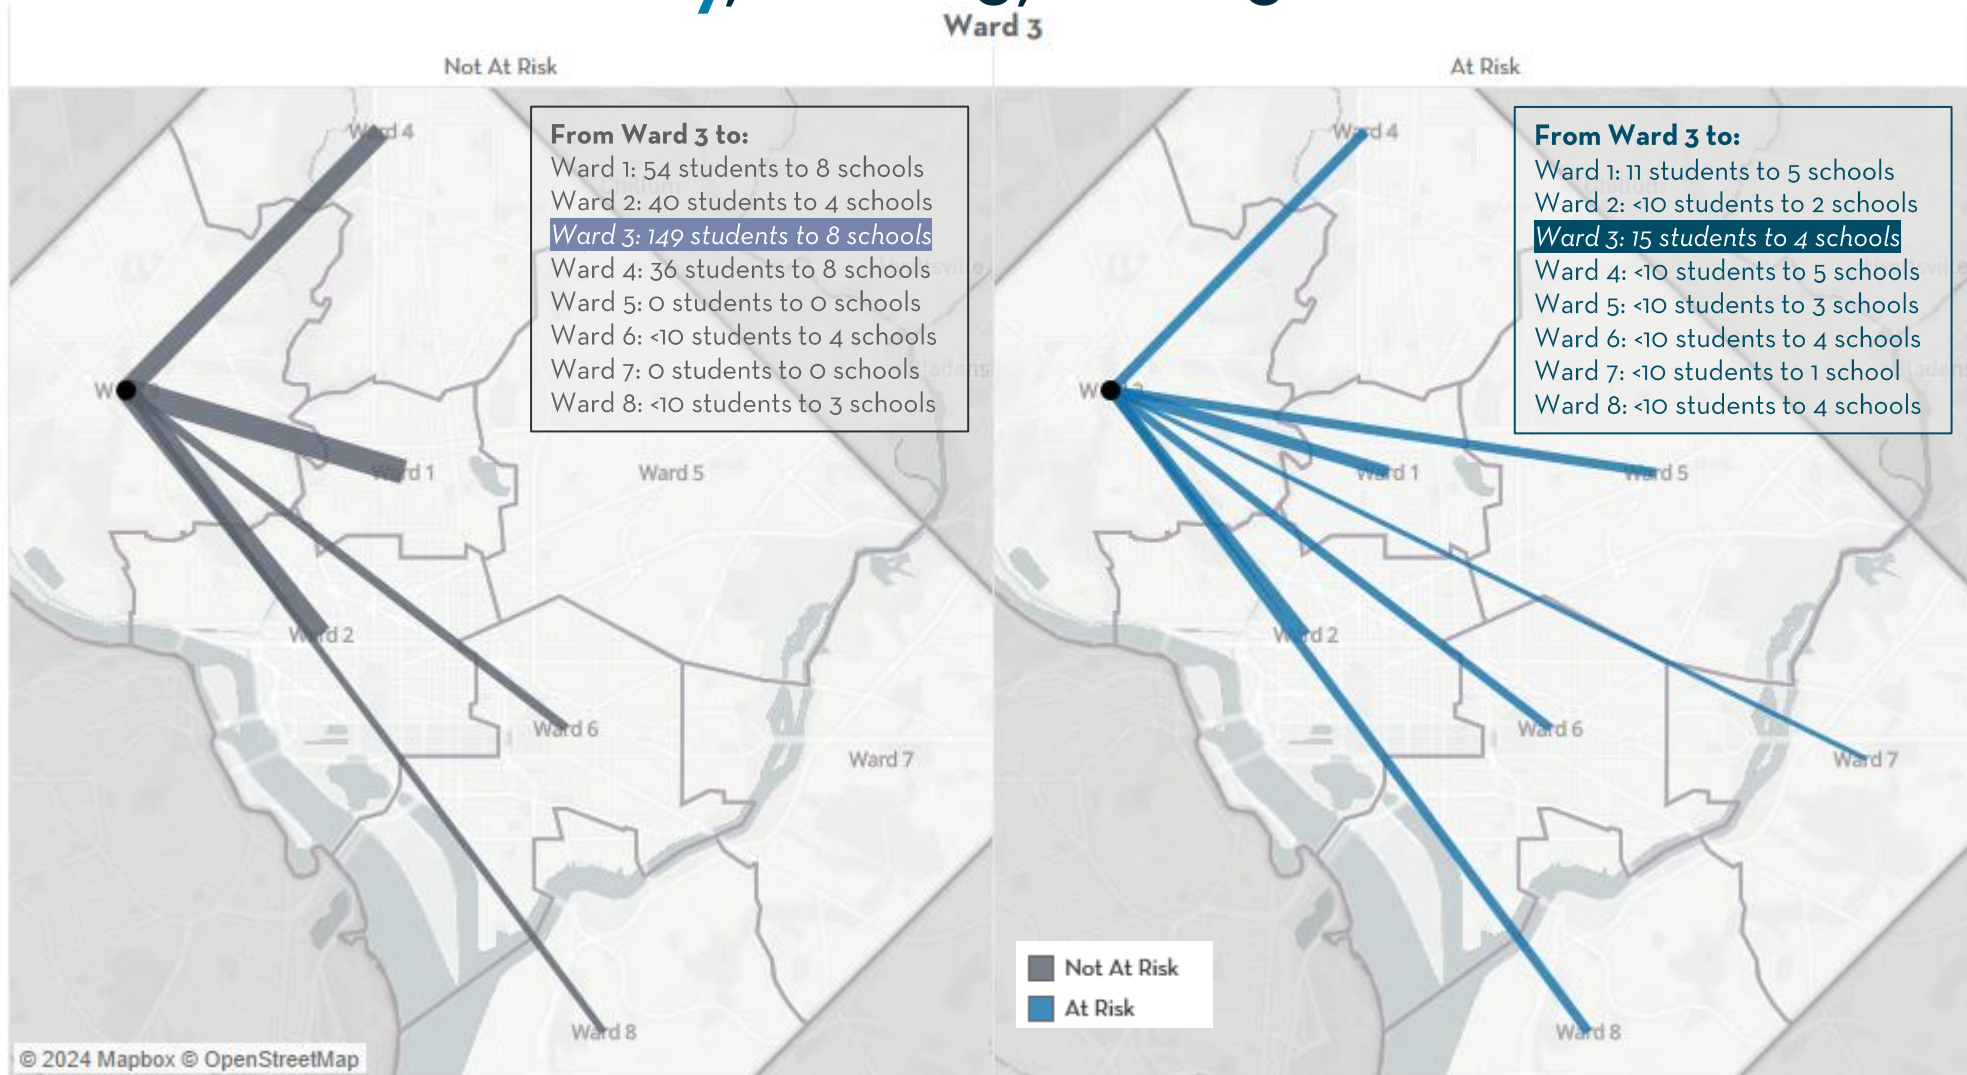 Ward 3
Not At Risk
At Risk
From Ward 3 to:
Ward 1: 54 students to 8 schools
Ward 2: 40 students to 4 schools
Ward 3: 149 students to 8 schools
Ward 4: 36 students to 8 schools
Ward 5: 0 students to 0 schools
Ward 6: <10 students to 4 schools
Ward 7: 0 students to 0 schools
Ward 8: <10 students to 3 schools
Ward 4
Ward 1
Ward 5
Ward 2
Ward 6
Ward 7
Ward 8
© 2024 Mapbox © OpenStreetMap
From Ward 3 to:
Ward 1: 11 students to 5 schools
Ward 2: <10 students to 2 schools
Ward 3: 15 students to 4 schools
Ward 4: <10 students to 5 schools
Ward 5: <10 students to 3 schools
Ward 6: <10 students to 4 schools
Ward 7: <10 students to 1 school
Ward 8: <10 students to 4 schools
Ward 4
Ward 1
Ward 5
Ward 2
Ward 6
Ward 7
Ward 8
Not At Risk
At Risk